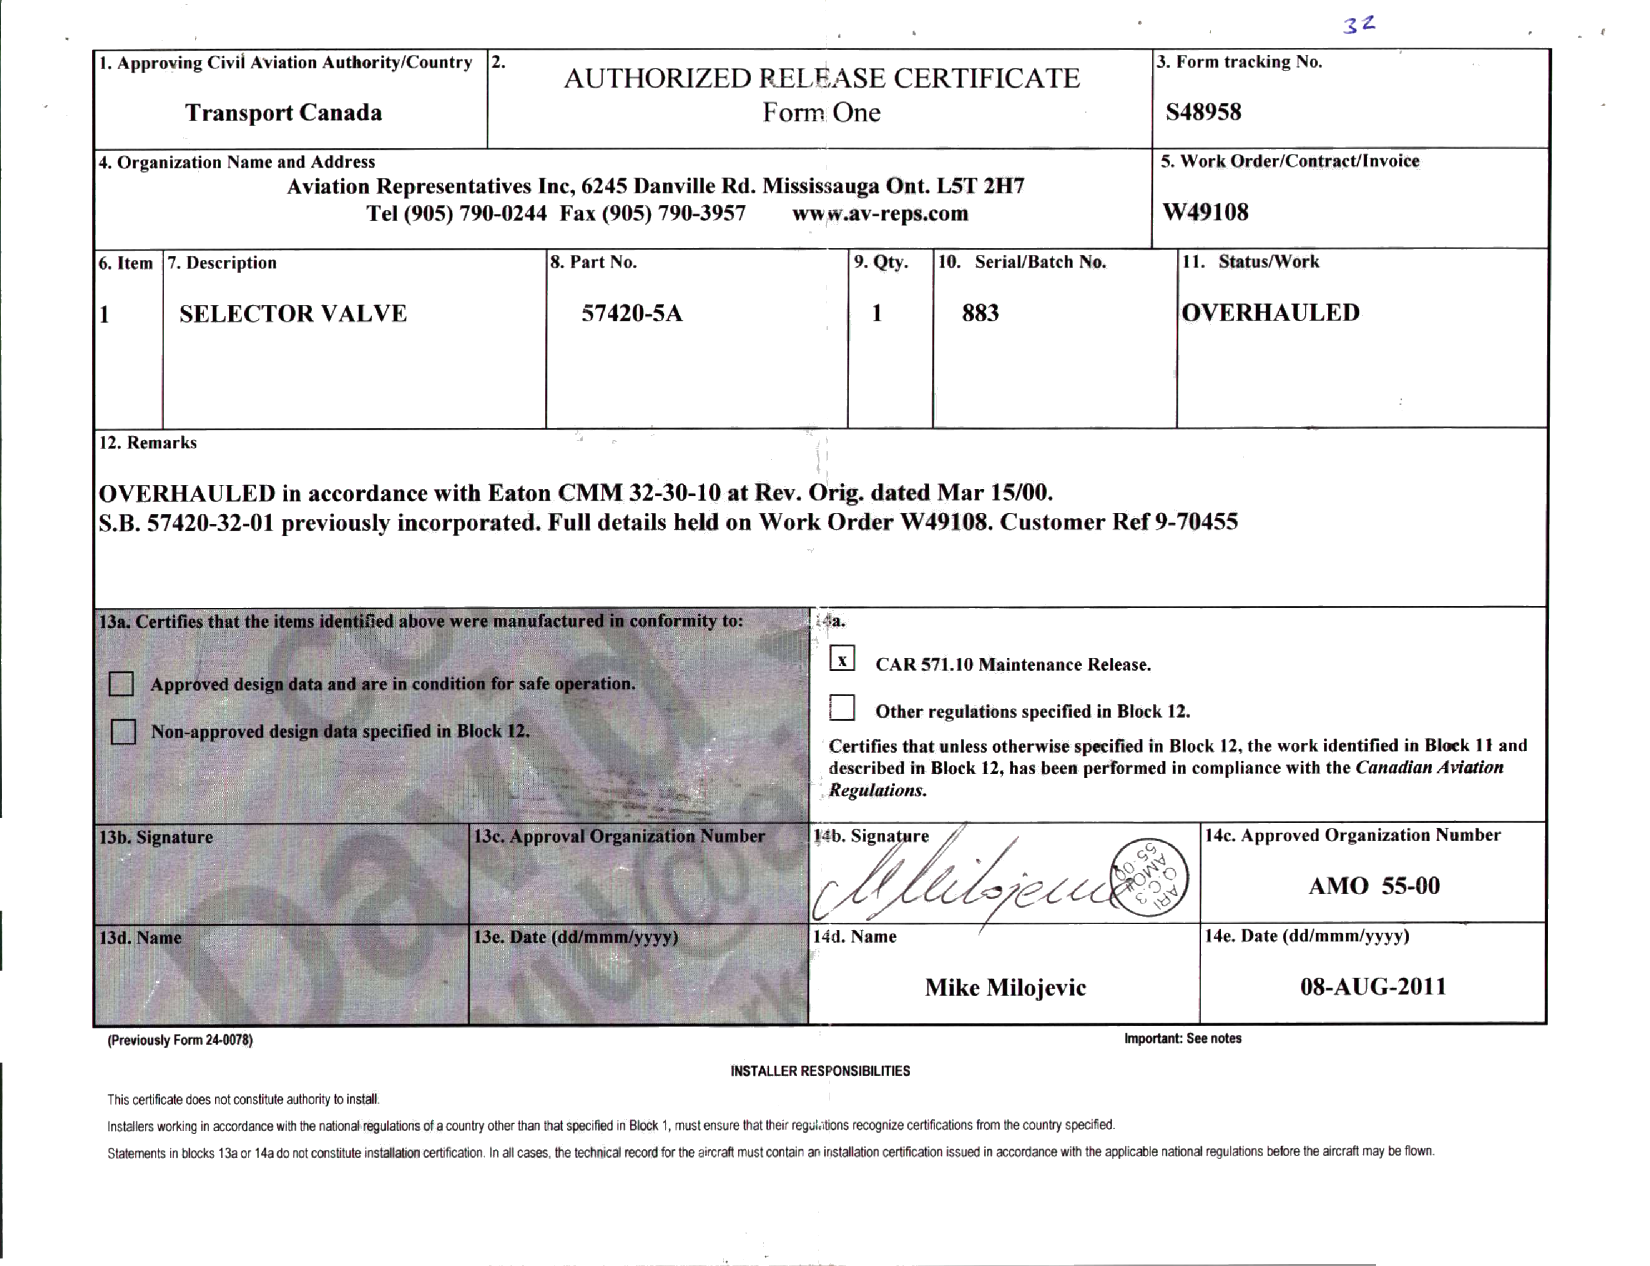 32
1. Approving Civil Aviation Authority/Country
Transport Canada
2.
AUTHORIZED RELEASE CERTIFICATE
Form One
3. Form tracking No.
S48958
4. Organization Name and Address
Aviation Representatives Inc, 6245 Danville Rd. Mississauga Ont. L5T 2H7
Tel (905) 790-0244 Fax (905) 790-3957 www.av-reps.com
5. Work Order/Contract/Invoice
W49108
6. Item 7. Description 8. Part No. 9. Qty. 10. Serial/Batch No. 11. Status/Work
1 SELECTOR VALVE 57420-5A 1 883 OVERHAULED
12. Remarks
OVERHAULED in accordance with Eaton CMM 32-30-10 at Rev. Orig. dated Mar 15/00.
S.B. 57420-32-01 previously incorporated. Full details held on Work Order W49108. Customer Ref 9-70455
13a. Certifies that the items identified above were manufactured in conformity to:
Approved design data and are in condition for safe operation.
Non-approved design data specified in Block 12.
14a.
x CAR 571.10 Maintenance Release.
Other regulations specified in Block 12.
Certifies that unless otherwise specified in Block 12, the work identified in Block 11 and
described in Block 12, has been performed in compliance with the Canadian Aviation
Regulations.
13b. Signature
13c. Approval Organization Number
14b. Signature
ARI
Q.C. 3
AMO#
55-00
14c. Approved Organization Number
AMO 55-00
13d. Name
13e. Date (dd/mmm/yyyy)
14d. Name
Mike Milojevic
14e. Date (dd/mmm/yyyy)
08-AUG-2011
(Previously Form 24-0078)
Important: See notes
INSTALLER RESPONSIBILITIES
This certificate does not constitute authority to install.
Installers working in accordance with the national regulations of a country other than that specified in Block 1, must ensure that their regulations recognize certifications from the country specified.
Statements in blocks 13a or 14a do not constitute installation certification. In all cases, the technical record for the aircraft must contain an installation certification issued in accordance with the applicable national regulations before the aircraft may be flown.